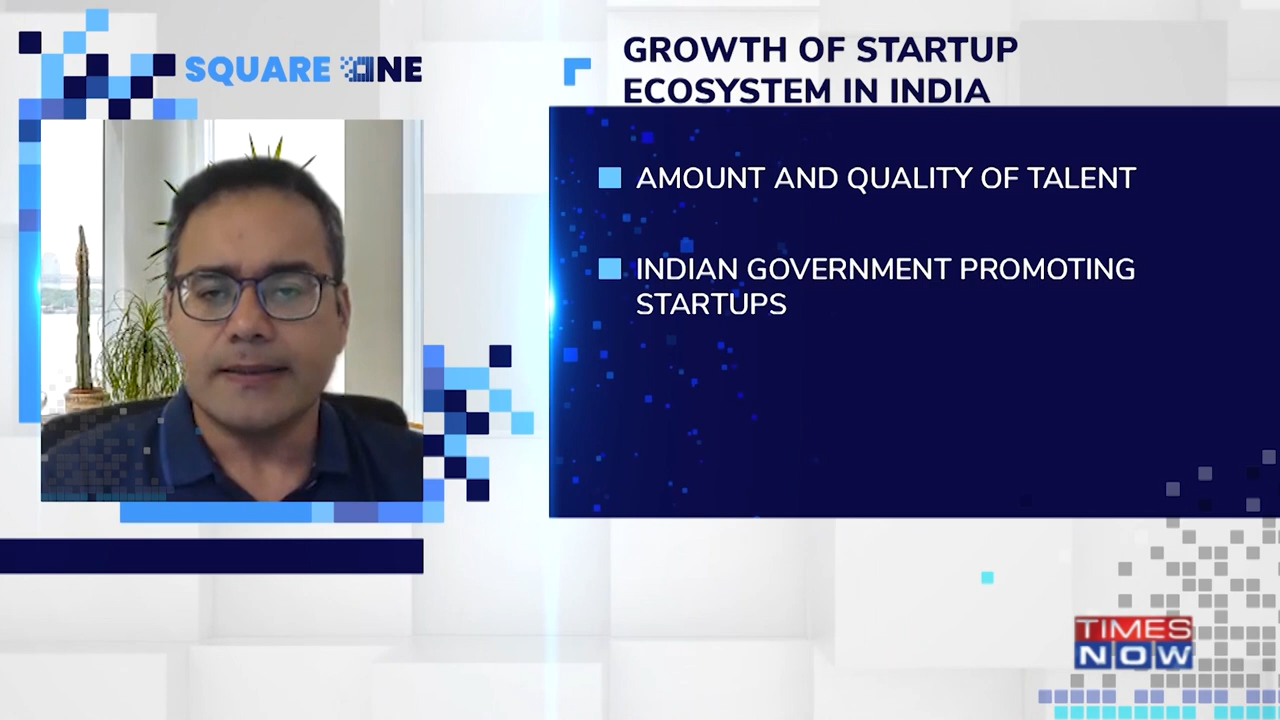 SQUARE ONE
GROWTH OF STARTUP
ECOSYSTEM IN INDIA
AMOUNT AND QUALITY OF TALENT
INDIAN GOVERNMENT PROMOTING
STARTUPS
TIMES
NOW